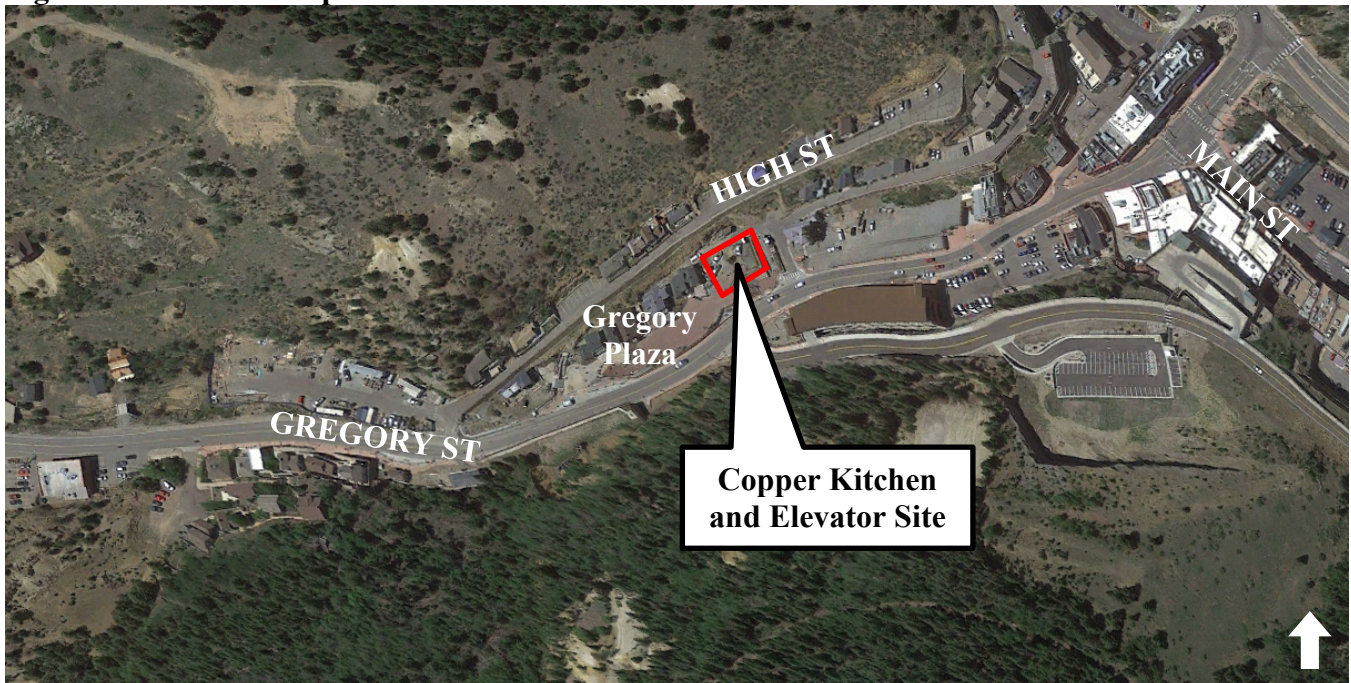 HIGH ST
MAIN ST
Gregory
Plaza
GREGORY ST
Copper Kitchen
and Elevator Site